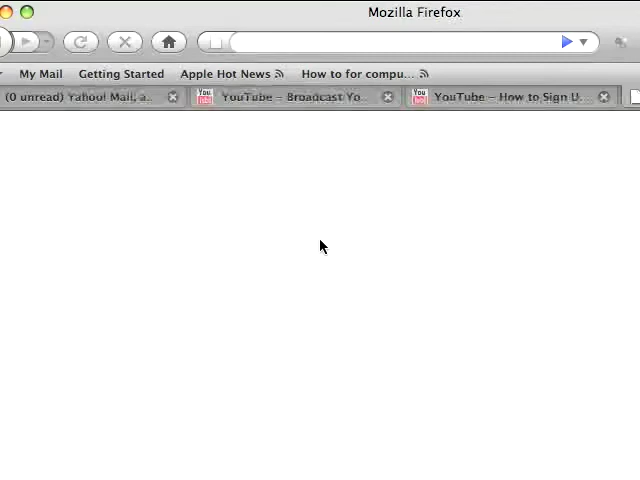 Mozilla Firefox
My Mail Getting Started Apple Hot News How to for compu...
(0 unread) Yahoo! Mail, a.. YouTube – Broadcast Yo... YouTube – How to Sign U...